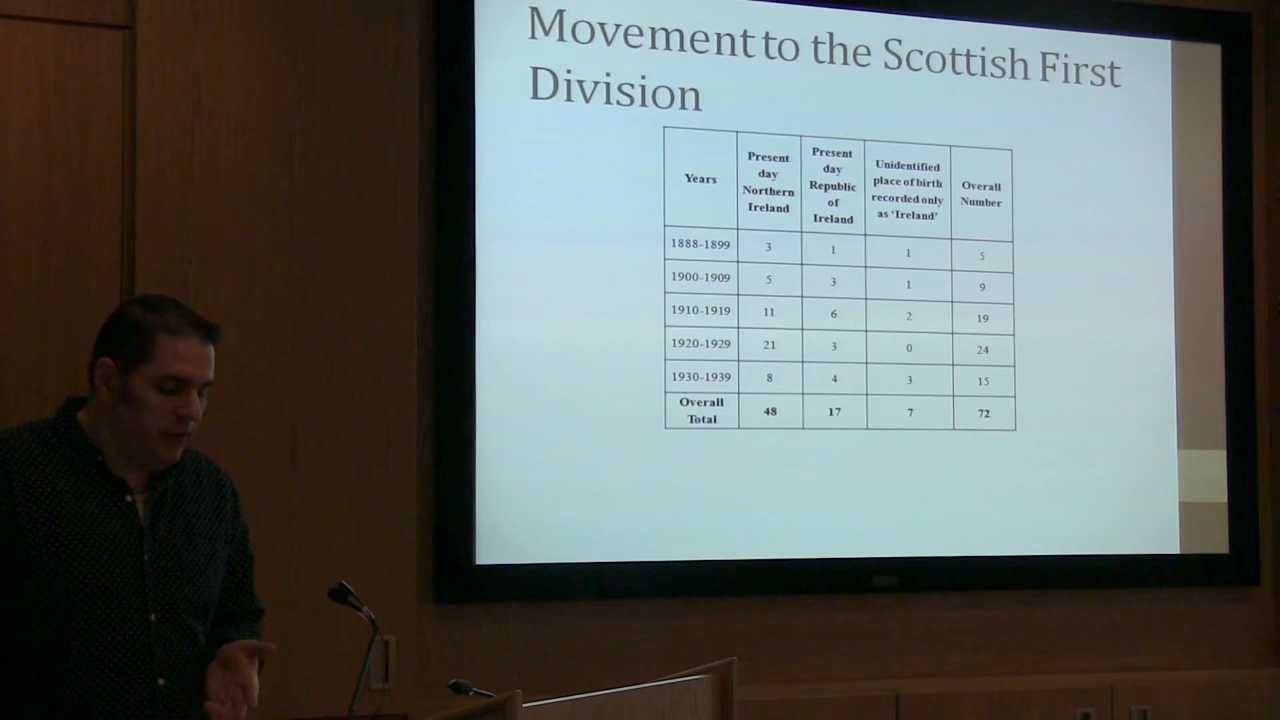 Movement to the Scottish First
Division
Years
Present
day
Northern
Ireland
Present
day
Republic
of
Ireland
Unidentified
place of birth
recorded only
as 'Ireland'
Overall
Number
1888-1899 3 1 1 5
1900-1909 5 3 1 9
1910-1919 11 6 2 19
1920-1929 21 3 0 24
1930-1939 8 4 3 15
Overall
Total 48 17 7 72